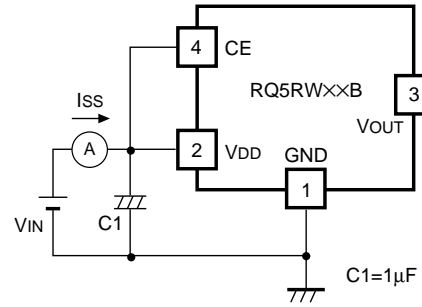 4
CE
RQ5RW××B
3
ISS
VOUT
A
2
VDD
GND
1
VIN
C1
C1=1μF